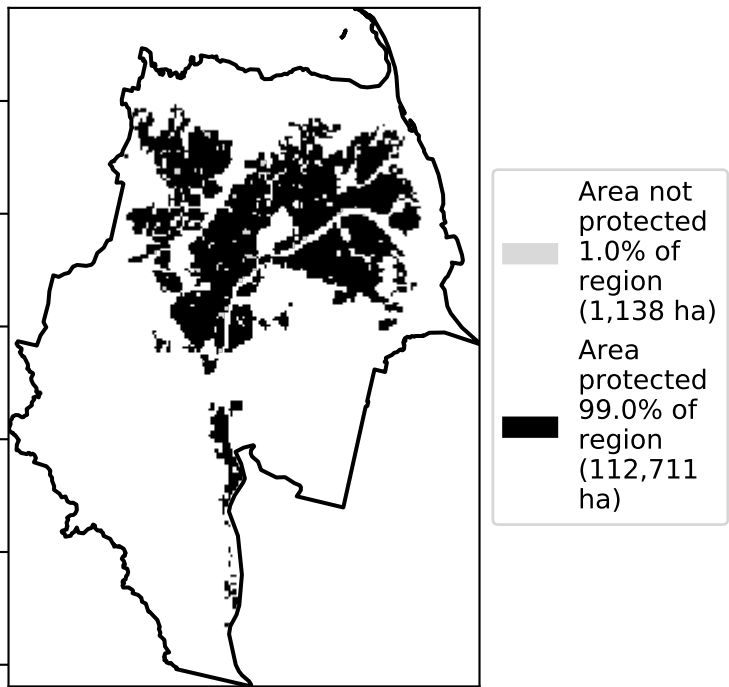 Area not
protected
1.0% of
region
(1,138 ha)
Area
protected
99.0% of
region
(112,711
ha)